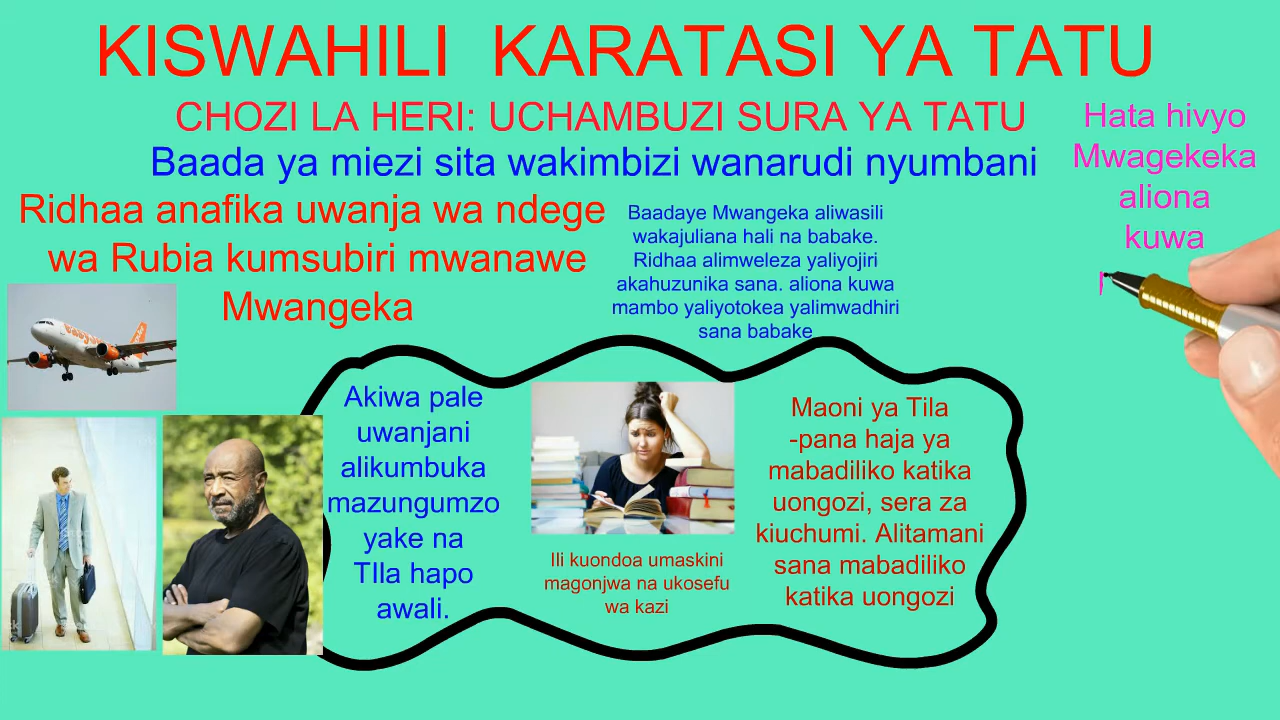 KISWAHILI KARATASI YA TATU
CHOZI LA HERI: UCHAMBUZI SURA YA TATU
Baada ya miezi sita wakimbizi wanarudi nyumbani
Ridhaa anafika uwanja wa ndege
wa Rubia kumsubiri mwanawe
Mwangeka
Baadaye Mwangeka aliwasili
wakajuliana hali na babake.
Ridhaa alimweleza yaliyojiri
akahuzunika sana. aliona kuwa
mambo yaliyotokea yalimwadhiri
sana babake
Hata hivyo
Mwagekeka
aliona
kuwa
easyJet
Akiwa pale
uwanjani
alikumbuka
mazungumzo
yake na
TIla hapo
awali.
Ili kuondoa umaskini
magonjwa na ukosefu
wa kazi
Maoni ya Tila
-pana haja ya
mabadiliko katika
uongozi, sera za
kiuchumi. Alitamani
sana mabadiliko
katika uongozi